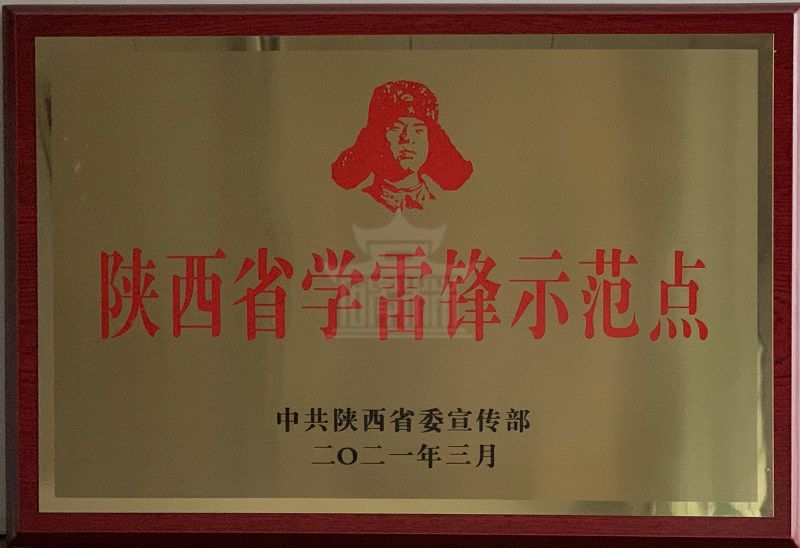 陕西省学雷锋示范点
中共陕西省委宣传部
二〇二一年三月